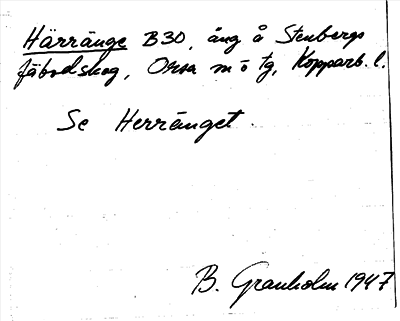 Härränge B30, äng å Stenbergs
fäbodskog, Orsa m o tg, Kopparb. l.
Se Herränget.
B. Granholm 1947